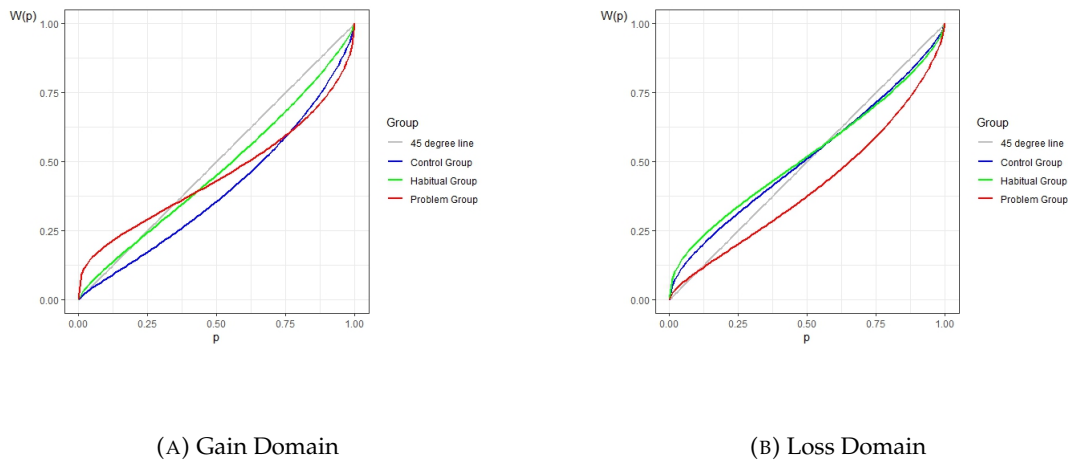 W(p)
1.00
0.75
0.50
0.25
0.00
0.00 0.25 0.50 0.75 1.00
p
Group
45 degree line
Control Group
Habitual Group
Problem Group
(A) Gain Domain
W(p)
1.00
0.75
0.50
0.25
0.00
0.00 0.25 0.50 0.75 1.00
p
Group
45 degree line
Control Group
Habitual Group
Problem Group
(B) Loss Domain